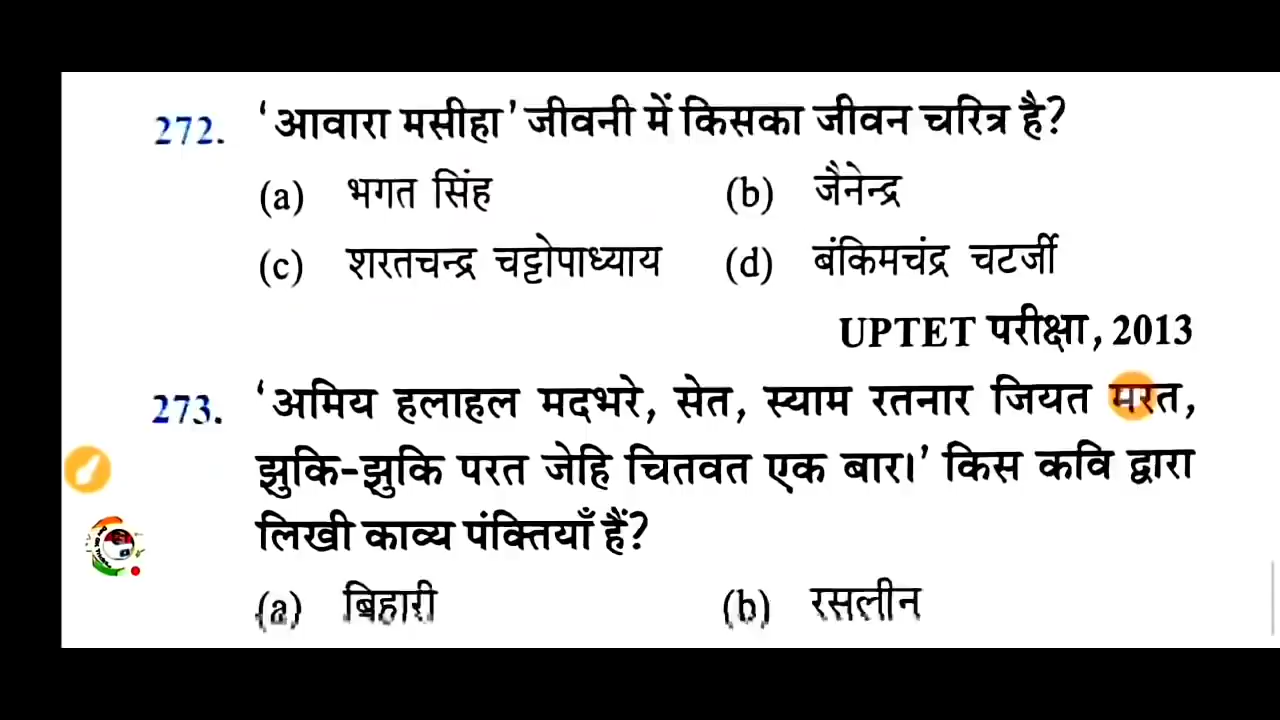 272. ‘आवारा मसीहा’ जीवनी में किसका जीवन चरित्र है?
(a) भगत सिंह (b) जैनेन्द्र
(c) शरतचन्द्र चट्टोपाध्याय (d) बंकिमचंद्र चटर्जी
UPTET परीक्षा, 2013
273. ‘अमिय हलाहल मदभरे, सेत, स्याम रतनार जियत मरत,
झुकि-झुकि परत जेहि चितवत एक बार।’ किस कवि द्वारा
लिखी काव्य पंक्तियाँ हैं?
(a) बिहारी (b) रसलीन